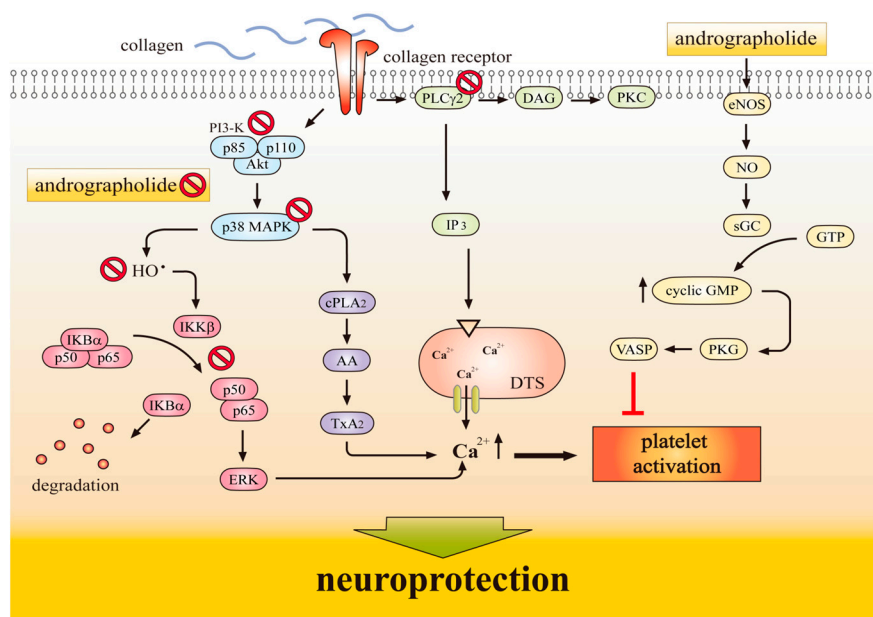 collagen
collagen receptor
andrographolide
PLCγ2
DAG
PKC
eNOS
PI3-K
p85
p110
Akt
NO
andrographolide
p38 MAPK
IP3
sGC
GTP
HO•
cyclic GMP
cPLA2
IKKβ
IKBα
p50
p65
VASP
PKG
AA
Ca2+
Ca2+
Ca2+
DTS
p50
p65
IKBα
TxA2
Ca2+
platelet
activation
degradation
ERK
neuroprotection